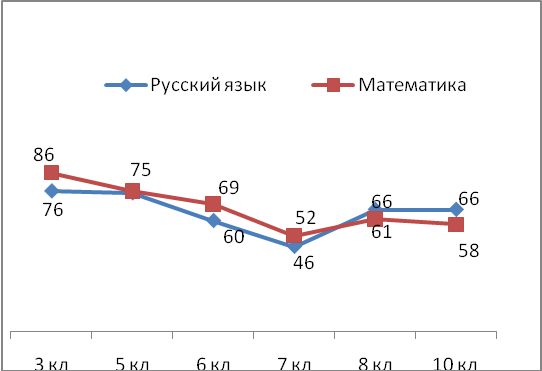 Русский язык
Математика
86
76
75
69
60
52
46
66
61
66
58
3 кл
5 кл
6 кл
7 кл
8 кл
10 кл